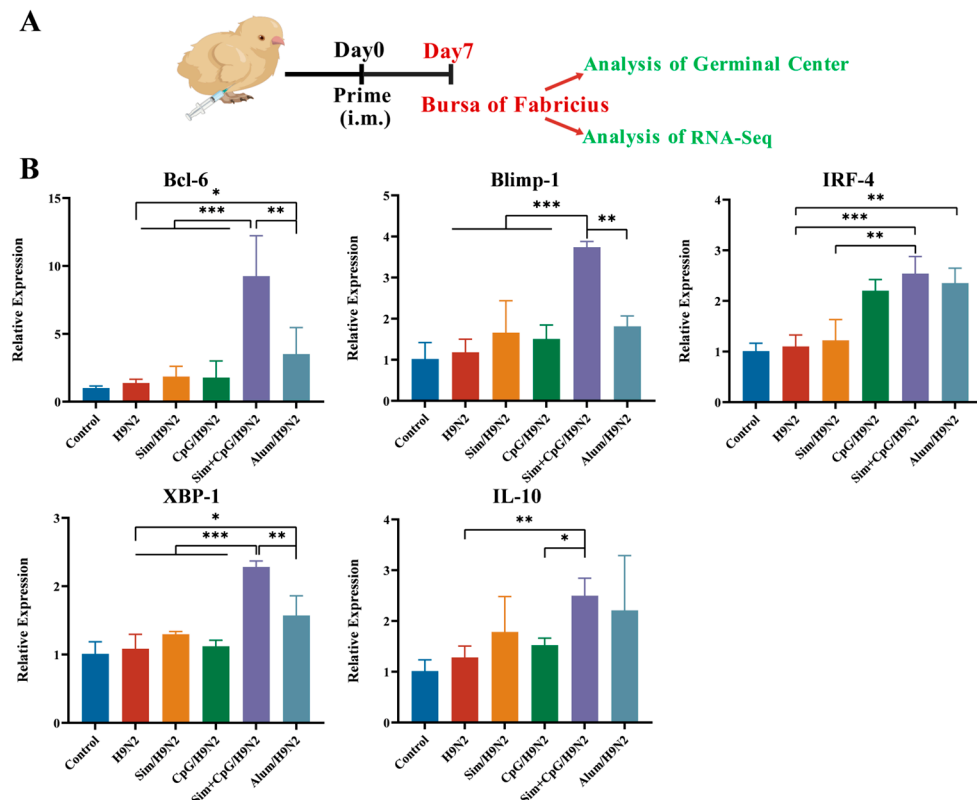 A
Day0
Day7
Prime
(i.m.)
Bursa of Fabricius
Analysis of Germinal Center
Analysis of RNA-Seq
B
Bcl-6
Relative Expression
15
10
5
0
*
***
**
Control
H9N2
Sim/H9N2
CpG/H9N2
Sim+CpG/H9N2
Alum/H9N2
Blimp-1
Relative Expression
5
4
3
2
1
0
***
**
Control
H9N2
Sim/H9N2
CpG/H9N2
Sim+CpG/H9N2
Alum/H9N2
IRF-4
Relative Expression
4
3
2
1
0
**
***
**
Control
H9N2
Sim/H9N2
CpG/H9N2
Sim+CpG/H9N2
Alum/H9N2
XBP-1
Relative Expression
3
2
1
0
*
***
**
Control
H9N2
Sim/H9N2
CpG/H9N2
Sim+CpG/H9N2
Alum/H9N2
IL-10
Relative Expression
4
3
2
1
0
**
*
Control
H9N2
Sim/H9N2
CpG/H9N2
Sim+CpG/H9N2
Alum/H9N2